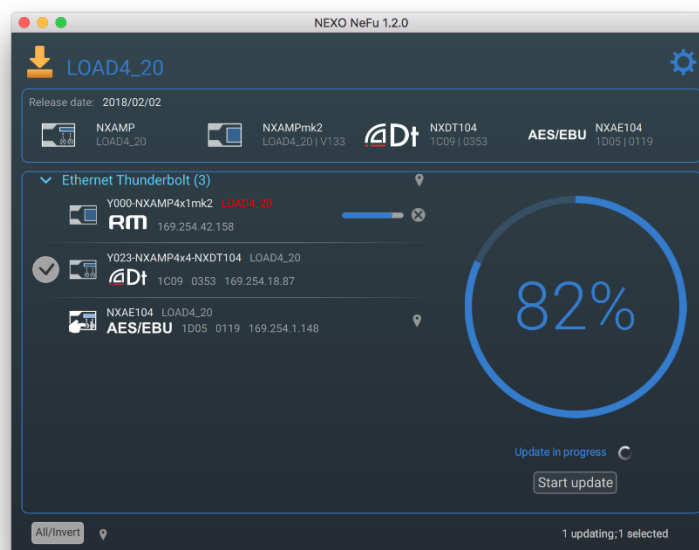 NEXO NeFu 1.2.0
LOAD4_20
Release date: 2018/02/02
NXAMP
LOAD4_20
NXAMPmk2
LOAD4_20 | V133
Dt
NXDT104
1C09 | 0353
AES/EBU
NXAE104
1D05 | 0119
Ethernet Thunderbolt (3)
Y000-NXAMP4x1mk2 LOAD4_20
RM 169.254.42.158
Y023-NXAMP4x4-NXDT104 LOAD4_20
Dt 1C09 0353 169.254.18.87
NXAE104 LOAD4_20
AES/EBU 1D05 0119 169.254.1.148
82%
Update in progress
Start update
All/Invert
1 updating;1 selected